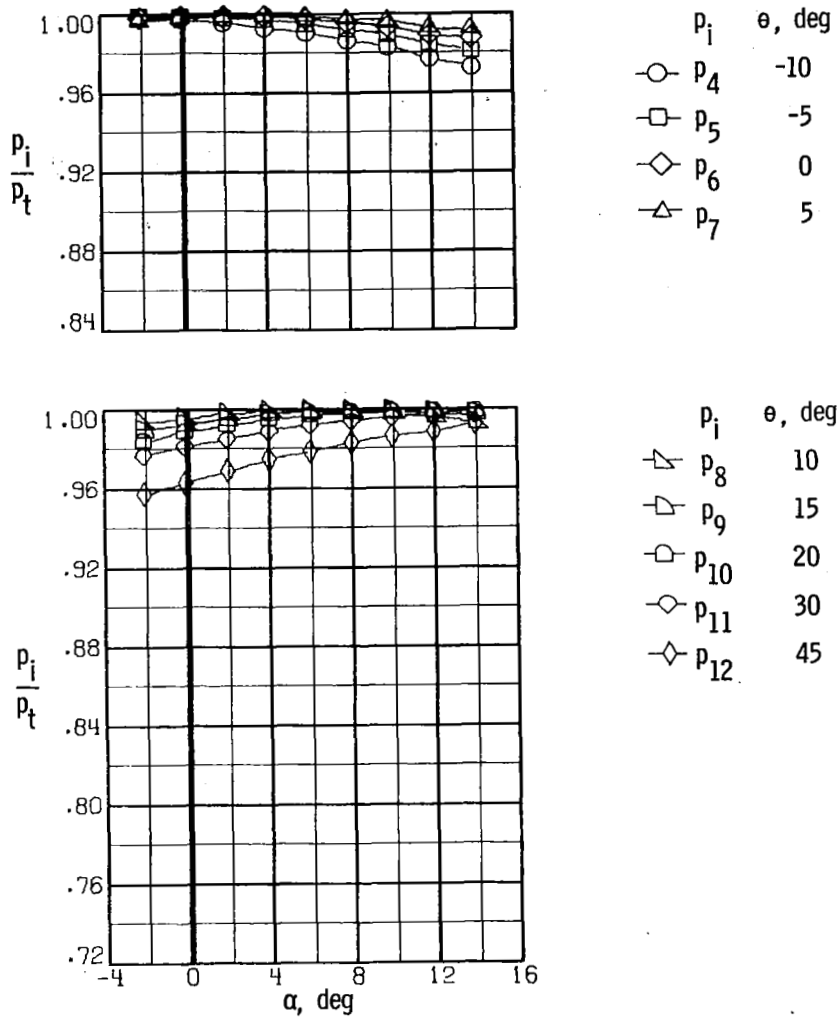 1.00
.96
.92
.88
.84
p_i
p_t
p_i θ, deg
p_4 -10
p_5 -5
p_6 0
p_7 5
1.00
.96
.92
.88
.84
.80
.76
.72
p_i
p_t
-4 0 4 8 12 16
α, deg
p_i θ, deg
p_8 10
p_9 15
p_10 20
p_11 30
p_12 45